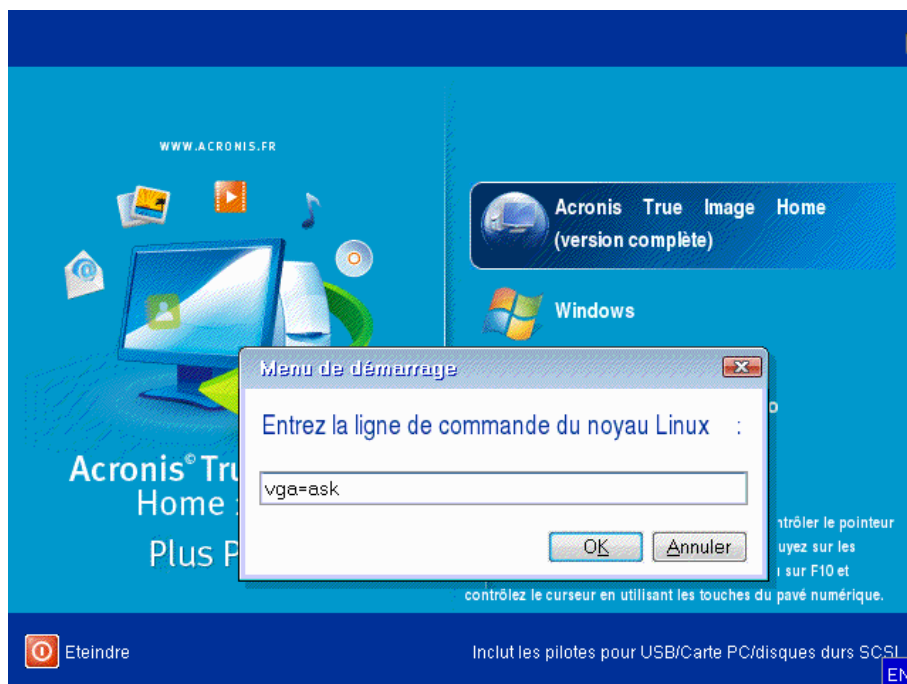 WWW.ACRONIS.FR
Acronis True Image Home
(version complète)
Windows
Menu de démarrage
Entrez la ligne de commande du noyau Linux :
vga=ask
OK
Annuler
Acronis® Tru
Home
Plus P
ntrôler le pointeur
uyez sur les
sur F10 et
contrôlez le curseur en utilisant les touches du pavé numérique.
Eteindre
Inclut les pilotes pour USB/Carte PC/disques durs SCSI
EN